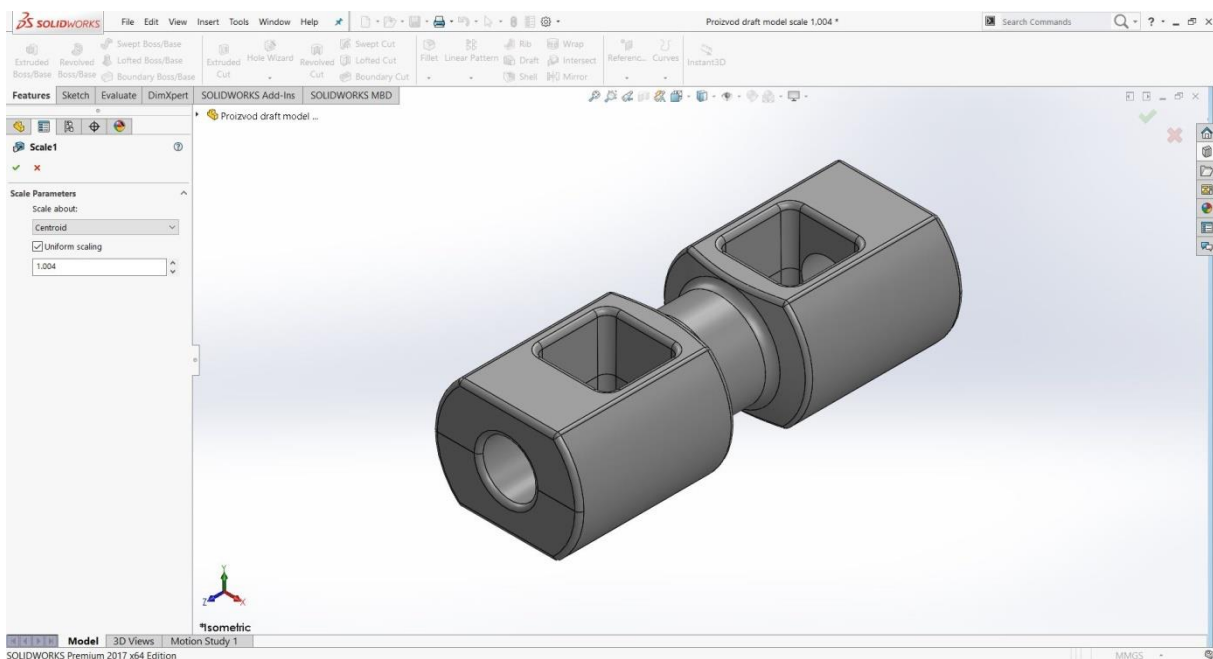 SOLIDWORKS File Edit View Insert Tools Window Help Proizvod draft model scale 1.004 * Search Commands ?
Extruded Boss/Base
Revolved Boss/Base
Swept Boss/Base
Lofted Boss/Base
Boundary Boss/Base
Extruded Cut
Hole Wizard
Revolved Cut
Swept Cut
Lofted Cut
Boundary Cut
Fillet
Linear Pattern
Rib
Draft
Shell
Wrap
Intersect
Mirror
Referenc...
Curves
Instant3D
Features Sketch Evaluate DimXpert SOLIDWORKS Add-Ins SOLIDWORKS MBD
Proizvod draft model ...
Scale1
Scale Parameters
Scale about:
Centroid
Uniform scaling
1.004
Y
Z X
*Isometric
Model 3D Views Motion Study 1
SOLIDWORKS Premium 2017 x64 Edition MMGS